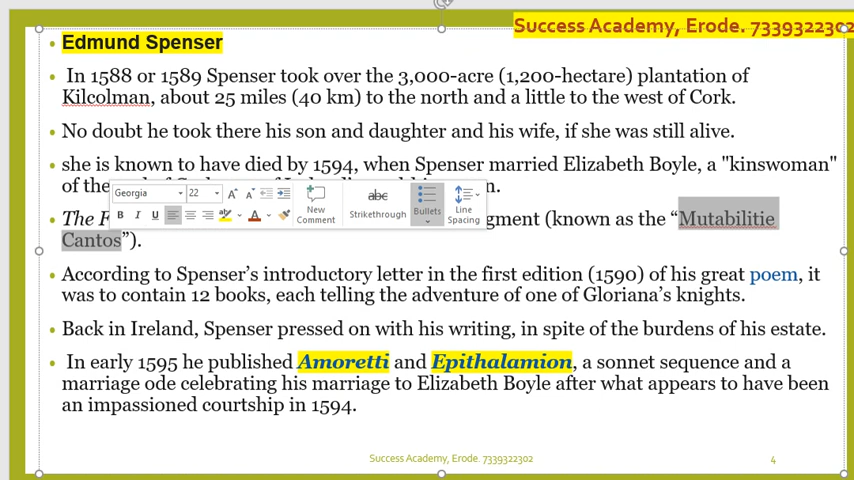 Success Academy, Erode. 7339322302
Edmund Spenser
In 1588 or 1589 Spenser took over the 3,000-acre (1,200-hectare) plantation of
Kilcolman, about 25 miles (40 km) to the north and a little to the west of Cork.
No doubt he took there his son and daughter and his wife, if she was still alive.
she is known to have died by 1594, when Spenser married Elizabeth Boyle, a "kinswoman"
of the
Georgia 22 A A
New Comment
abc Strikethrough
Bullets
Line Spacing
B I U A
The F gment (known as the “Mutabilitie
Cantos”).
According to Spenser’s introductory letter in the first edition (1590) of his great poem, it
was to contain 12 books, each telling the adventure of one of Gloriana’s knights.
Back in Ireland, Spenser pressed on with his writing, in spite of the burdens of his estate.
In early 1595 he published Amoretti and Epithalamion, a sonnet sequence and a
marriage ode celebrating his marriage to Elizabeth Boyle after what appears to have been
an impassioned courtship in 1594.
Success Academy, Erode. 7339322302
4